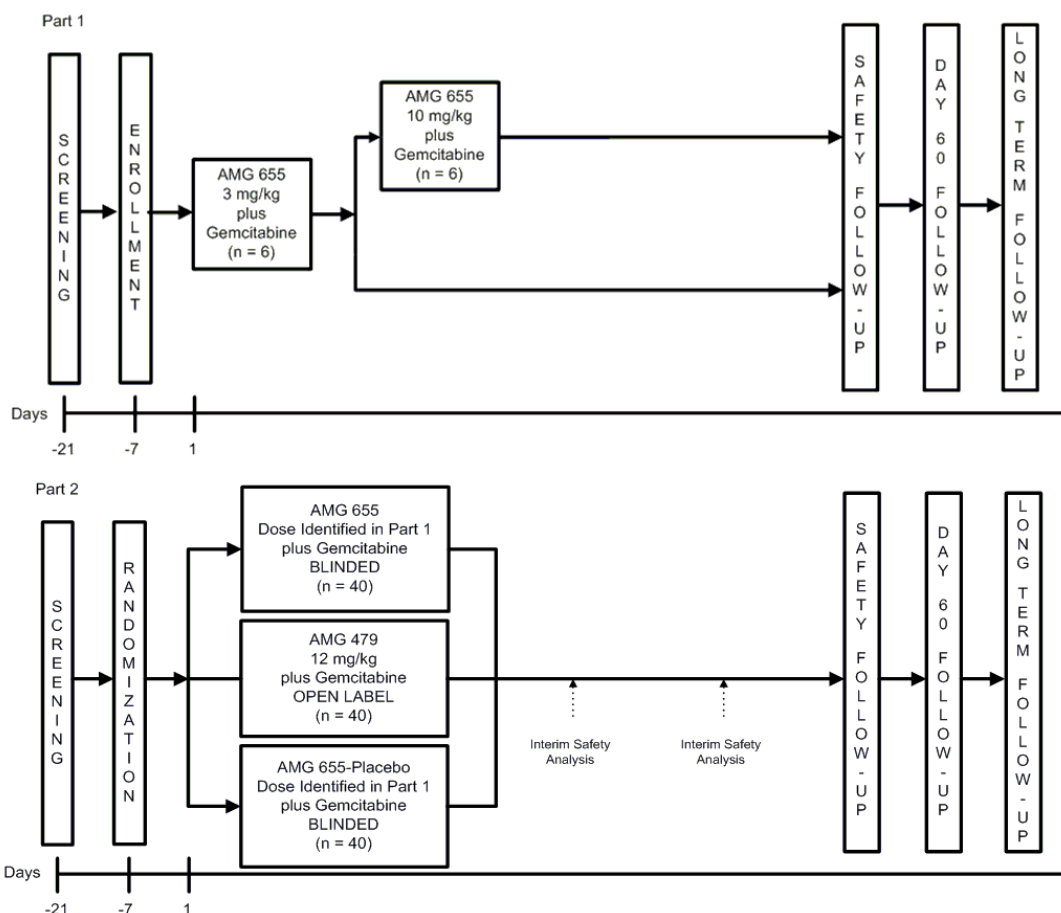 Part 1
SCREENING
ENROLLMENT
AMG 655
3 mg/kg
plus
Gemcitabine
(n = 6)
AMG 655
10 mg/kg
plus
Gemcitabine
(n = 6)
SAFETY FOLLOW-UP
DAY 60 FOLLOW-UP
LONG TERM FOLLOW-UP
Days
-21
-7
1
Part 2
SCREENING
RANDOMIZATION
AMG 655
Dose Identified in Part 1
plus Gemcitabine
BLINDED
(n = 40)
AMG 479
12 mg/kg
plus Gemcitabine
OPEN LABEL
(n = 40)
AMG 655-Placebo
Dose Identified in Part 1
plus Gemcitabine
BLINDED
(n = 40)
Interim Safety
Analysis
Interim Safety
Analysis
SAFETY FOLLOW-UP
DAY 60 FOLLOW-UP
LONG TERM FOLLOW-UP
Days
-21
-7
1